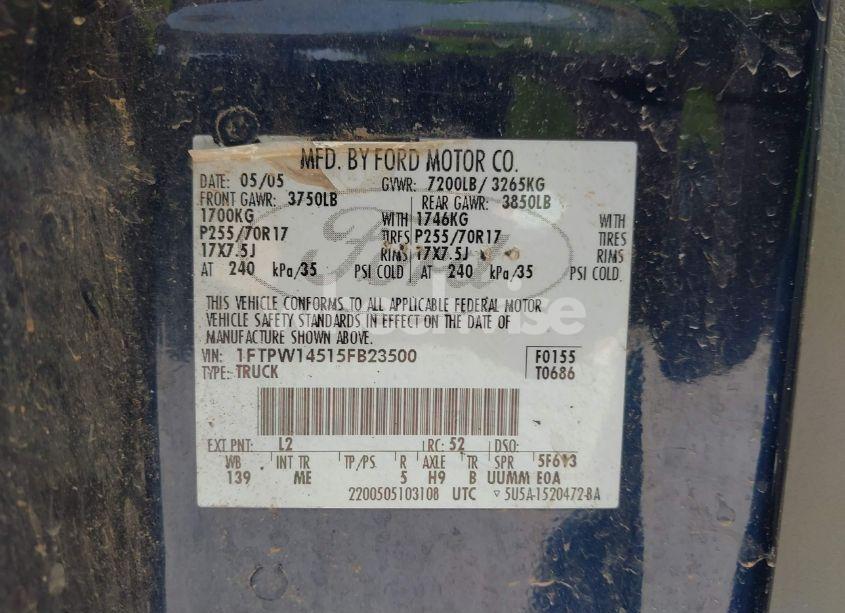 MFD. BY FORD MOTOR CO.
DATE: 05/05 GVWR: 7200LB/ 3265KG
FRONT GAWR: 3750LB REAR GAWR: 3850LB
1700KG WITH 1746KG WITH
P255/70R17 TIRES P255/70R17 TIRES
17X7.5J RIMS 17X7.5J RIMS
AT 240 kPa/35 PSI COLD AT 240 kPa/35 PSI COLD
Ford
THIS VEHICLE CONFORMS TO ALL APPLICABLE FEDERAL MOTOR
VEHICLE SAFETY STANDARDS IN EFFECT ON THE DATE OF
MANUFACTURE SHOWN ABOVE.
VIN: 1FTPW14515FB23500 F0155
TYPE: TRUCK T0686
EXT PNT: L2 RC: 52 DSO:
WB INT TR TP/PS R AXLE TR SPR 5F613
139 ME 5 H9 B UUMM EOA
2200505103108 UTC ▽ 5U5A-1520472-BA